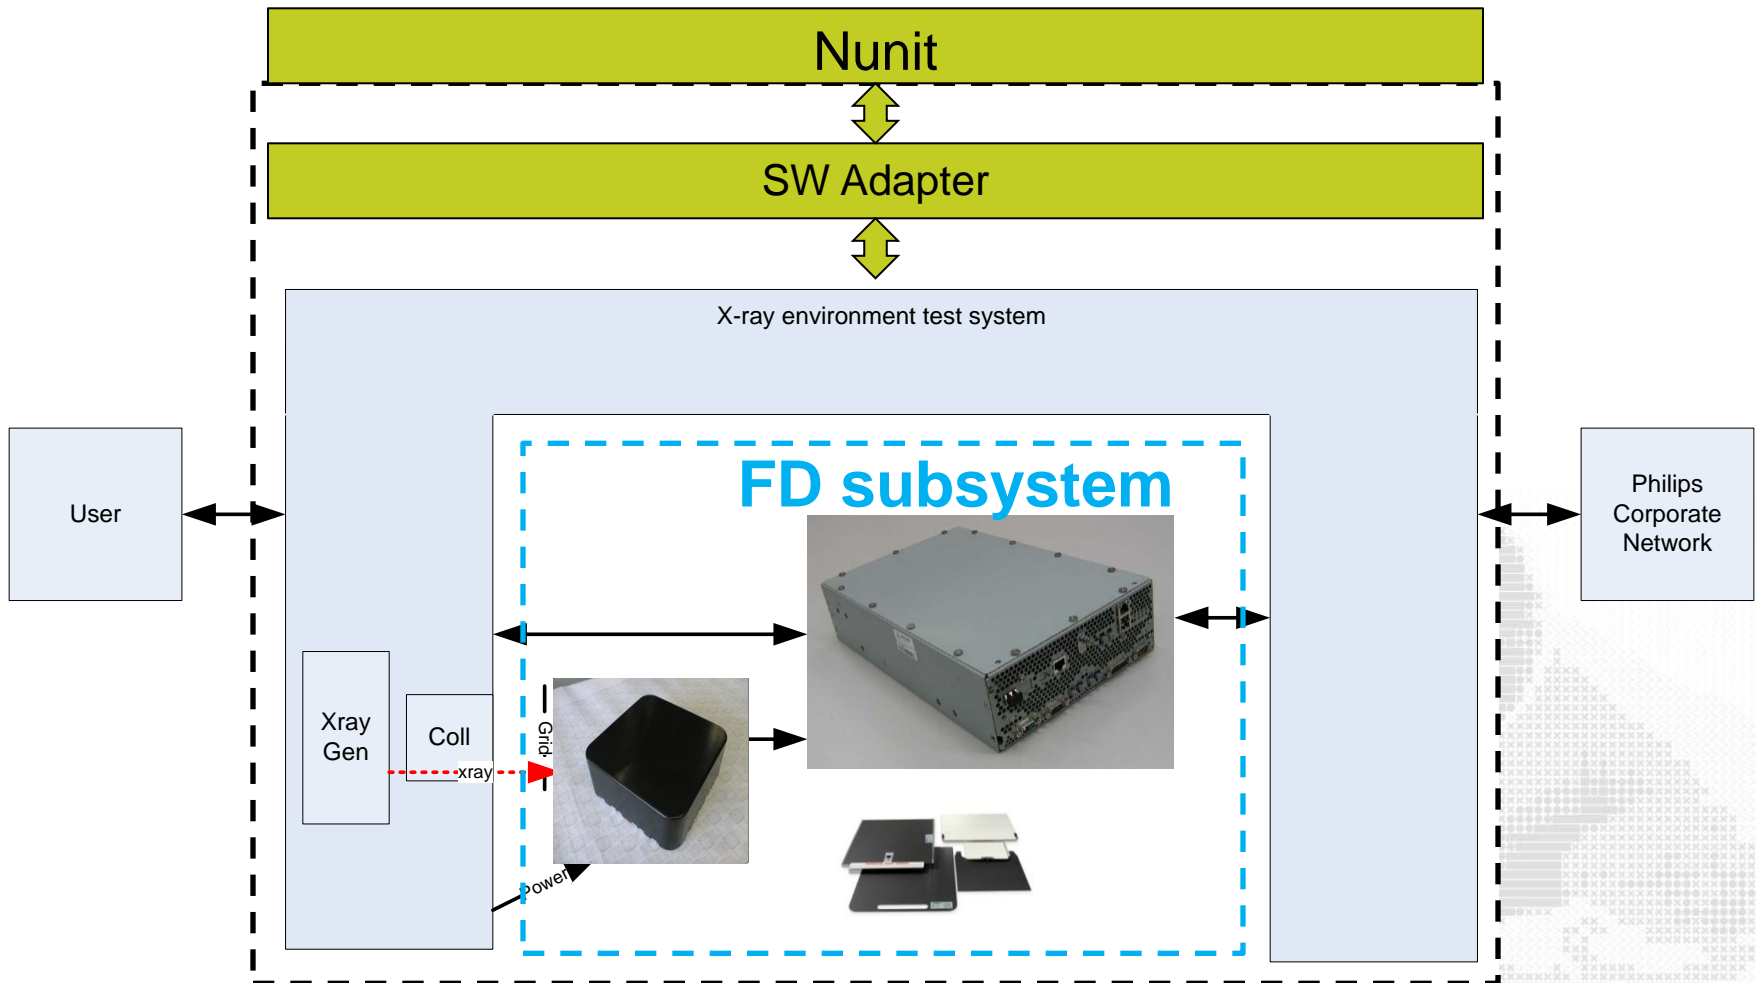 Nunit
SW Adapter
X-ray environment test system
FD subsystem
User
Philips
Corporate
Network
Xray
Gen
Coll
Grid
xray
Power